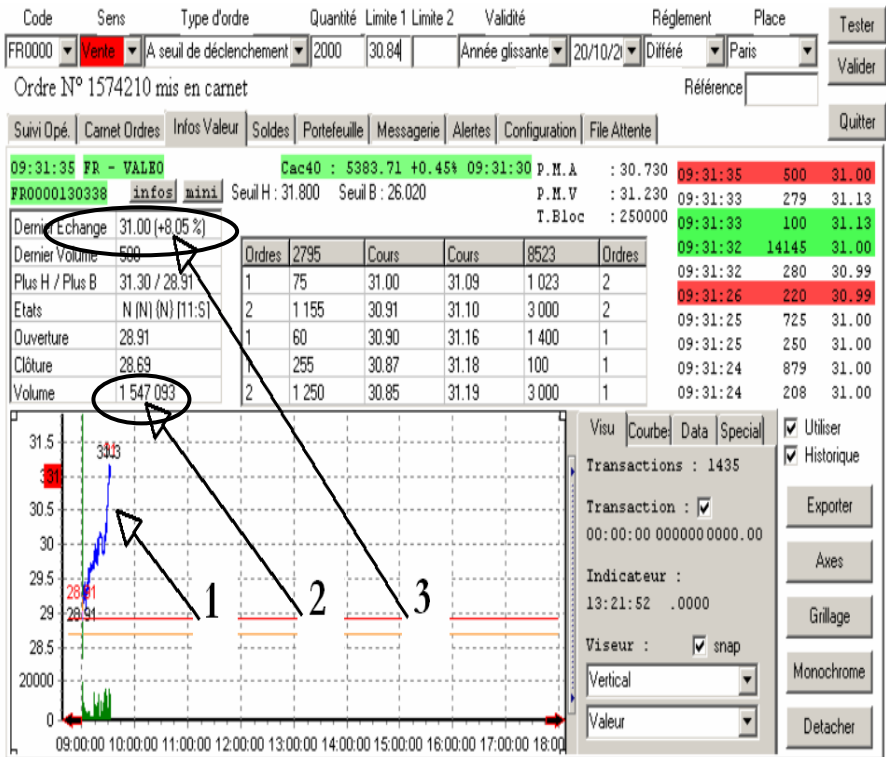 Code Sens Type d'ordre Quantité Limite 1 Limite 2 Validité Réglement Place
FR0000 Vente A seuil de déclenchement 2000 30.84 Année glissante 20/10/2 Différé Paris
Tester
Valider
Quitter
Ordre N° 1574210 mis en carnet Référence
Suivi Opé. Carnet Ordres Infos Valeur Soldes Portefeuille Messagerie Alertes Configuration File Attente
09:31:35 FR - VALEO Cac40 : 5383.71 +0.45% 09:31:30
FR0000130338 infos mini Seuil H : 31.800 Seuil B : 26.020
P.M.A : 30.730
P.M.V : 31.230
T.Bloc : 250000
Dernier Echange 31.00 (+8.05 %)
Dernier Volume 500
Plus H / Plus B 31.30 / 28.91
Etats N (N) {N} [11:S]
Ouverture 28.91
Clôture 28.69
Volume 1 547 093
Ordres 2795 Cours Cours 8523 Ordres
1 75 31.00 31.09 1 023 2
2 1 155 30.91 31.10 3 000 2
1 60 30.90 31.16 1 400 1
1 255 30.87 31.18 100 1
2 1 250 30.85 31.19 3 000 1
09:31:35 500 31.00
09:31:33 279 31.13
09:31:33 100 31.13
09:31:32 14145 31.00
09:31:32 280 30.99
09:31:26 220 30.99
09:31:25 725 31.00
09:31:25 250 31.00
09:31:24 879 31.00
09:31:24 208 31.00
31.5
31
30.5
30
29.5
28.91
29
28.91
28.5
20000
0
1 2 3
09:00:00 10:00:00 11:00:00 12:00:00 13:00:00 14:00:00 15:00:00 16:00:00 17:00:00 18:00
Visu Courbe Data Special
Transactions : 1435
Transaction :
00:00:00 0000000000.00
Indicateur :
13:21:52 .0000
Viseur : snap
Vertical
Valeur
Utiliser
Historique
Exporter
Axes
Grillage
Monochrome
Detacher